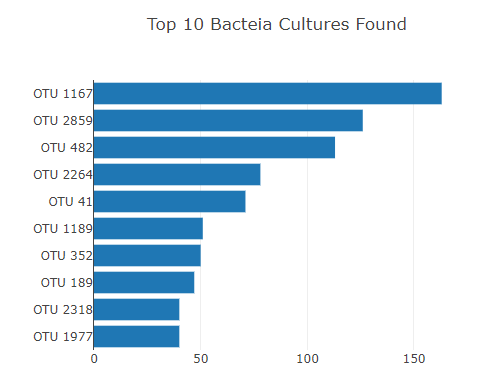 Top 10 Bacteia Cultures Found
OTU 1167
OTU 2859
OTU 482
OTU 2264
OTU 41
OTU 1189
OTU 352
OTU 189
OTU 2318
OTU 1977
0 50 100 150